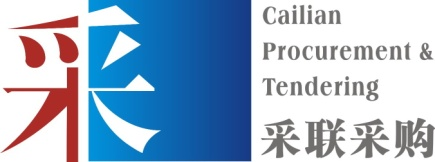 采
Cailian
Procurement &
Tendering
采联采购